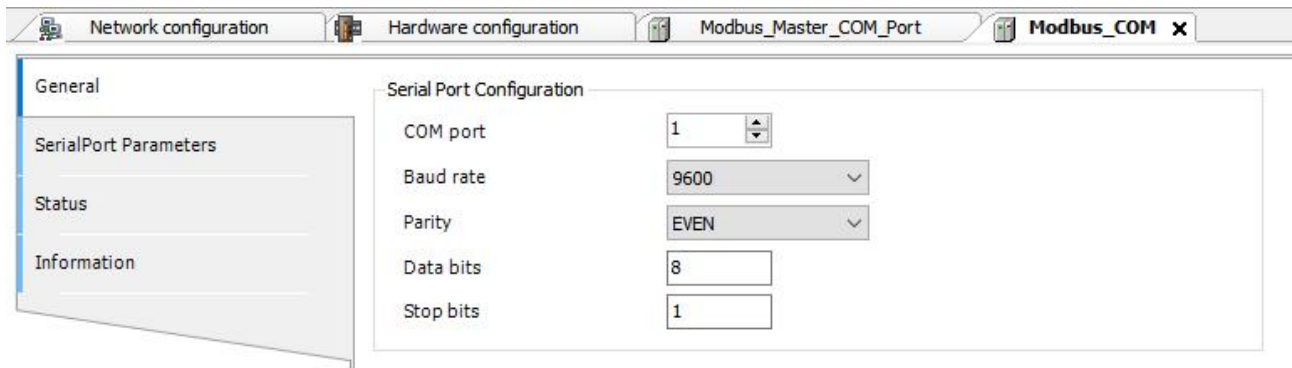 Network configuration Hardware configuration Modbus_Master_COM_Port Modbus_COM
General
SerialPort Parameters
Status
Information
Serial Port Configuration
COM port 1
Baud rate 9600
Parity EVEN
Data bits 8
Stop bits 1